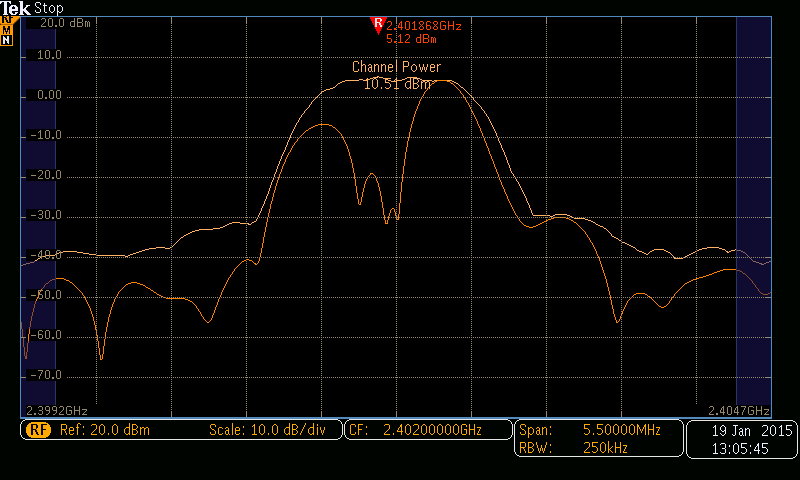 Tek Stop
R
M
N
20.0 dBm
R 2.401868GHz
5.12 dBm
10.0
Channel Power
10.51 dBm
0.00
-10.0
-20.0
-30.0
-40.0
-50.0
-60.0
-70.0
2.3992GHz 2.4047GHz
RF Ref: 20.0 dBm Scale: 10.0 dB/div CF: 2.40200000GHz Span: 5.50000MHz
RBW: 250kHz
19 Jan 2015
13:05:45